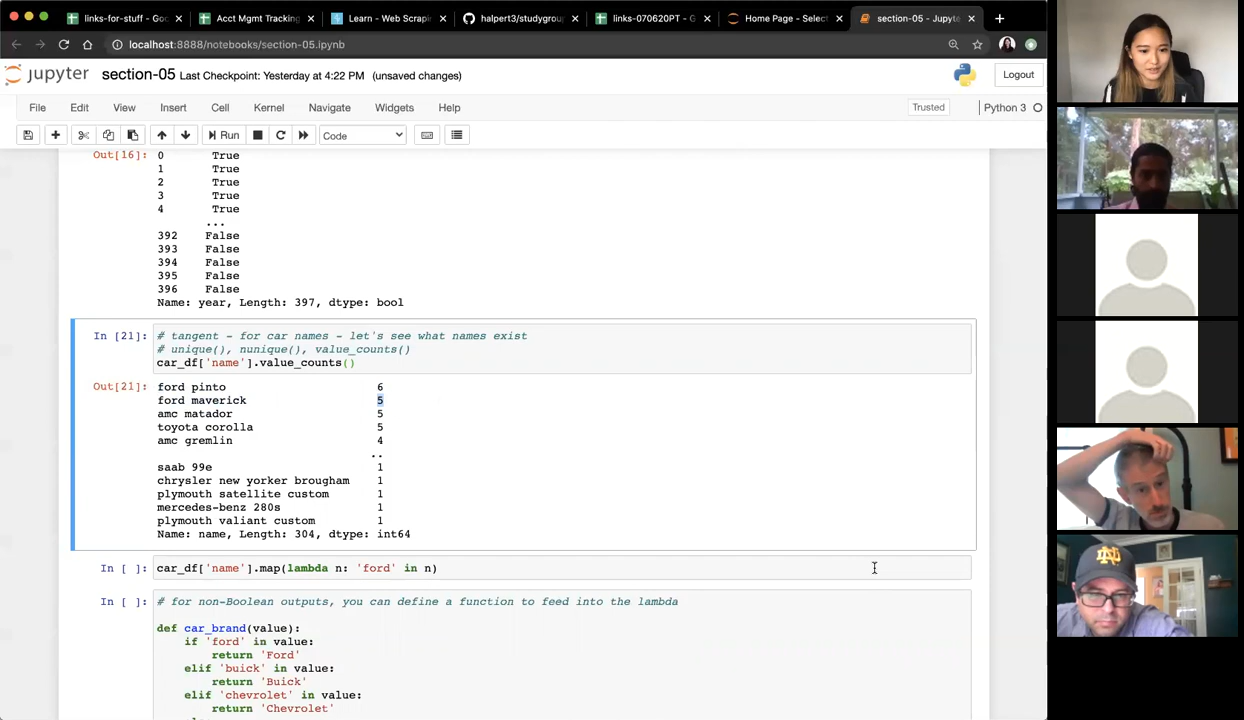 links-for-stuff - Goo
Acct Mgmt Tracking
Learn - Web Scrapin
halpert3/studygrou
links-070620PT - G
Home Page - Select
section-05 - Jupyte
localhost:8888/notebooks/section-05.ipynb
jupyter section-05 Last Checkpoint: Yesterday at 4:22 PM (unsaved changes)
Logout
File Edit View Insert Cell Kernel Navigate Widgets Help
Trusted
Python 3
Run
Code
Out[16]: 0 True
1 True
2 True
3 True
4 True
...
392 False
393 False
394 False
395 False
396 False
Name: year, Length: 397, dtype: bool
In [21]: # tangent - for car names - let's see what names exist
# unique(), nunique(), value_counts()
car_df['name'].value_counts()
Out[21]: ford pinto 6
ford maverick 5
amc matador 5
toyota corolla 5
amc gremlin 4
..
saab 99e 1
chrysler new yorker brougham 1
plymouth satellite custom 1
mercedes-benz 280s 1
plymouth valiant custom 1
Name: name, Length: 304, dtype: int64
In [ ]: car_df['name'].map(lambda n: 'ford' in n)
In [ ]: # for non-Boolean outputs, you can define a function to feed into the lambda
def car_brand(value):
if 'ford' in value:
return 'Ford'
elif 'buick' in value:
return 'Buick'
elif 'chevrolet' in value:
return 'Chevrolet'